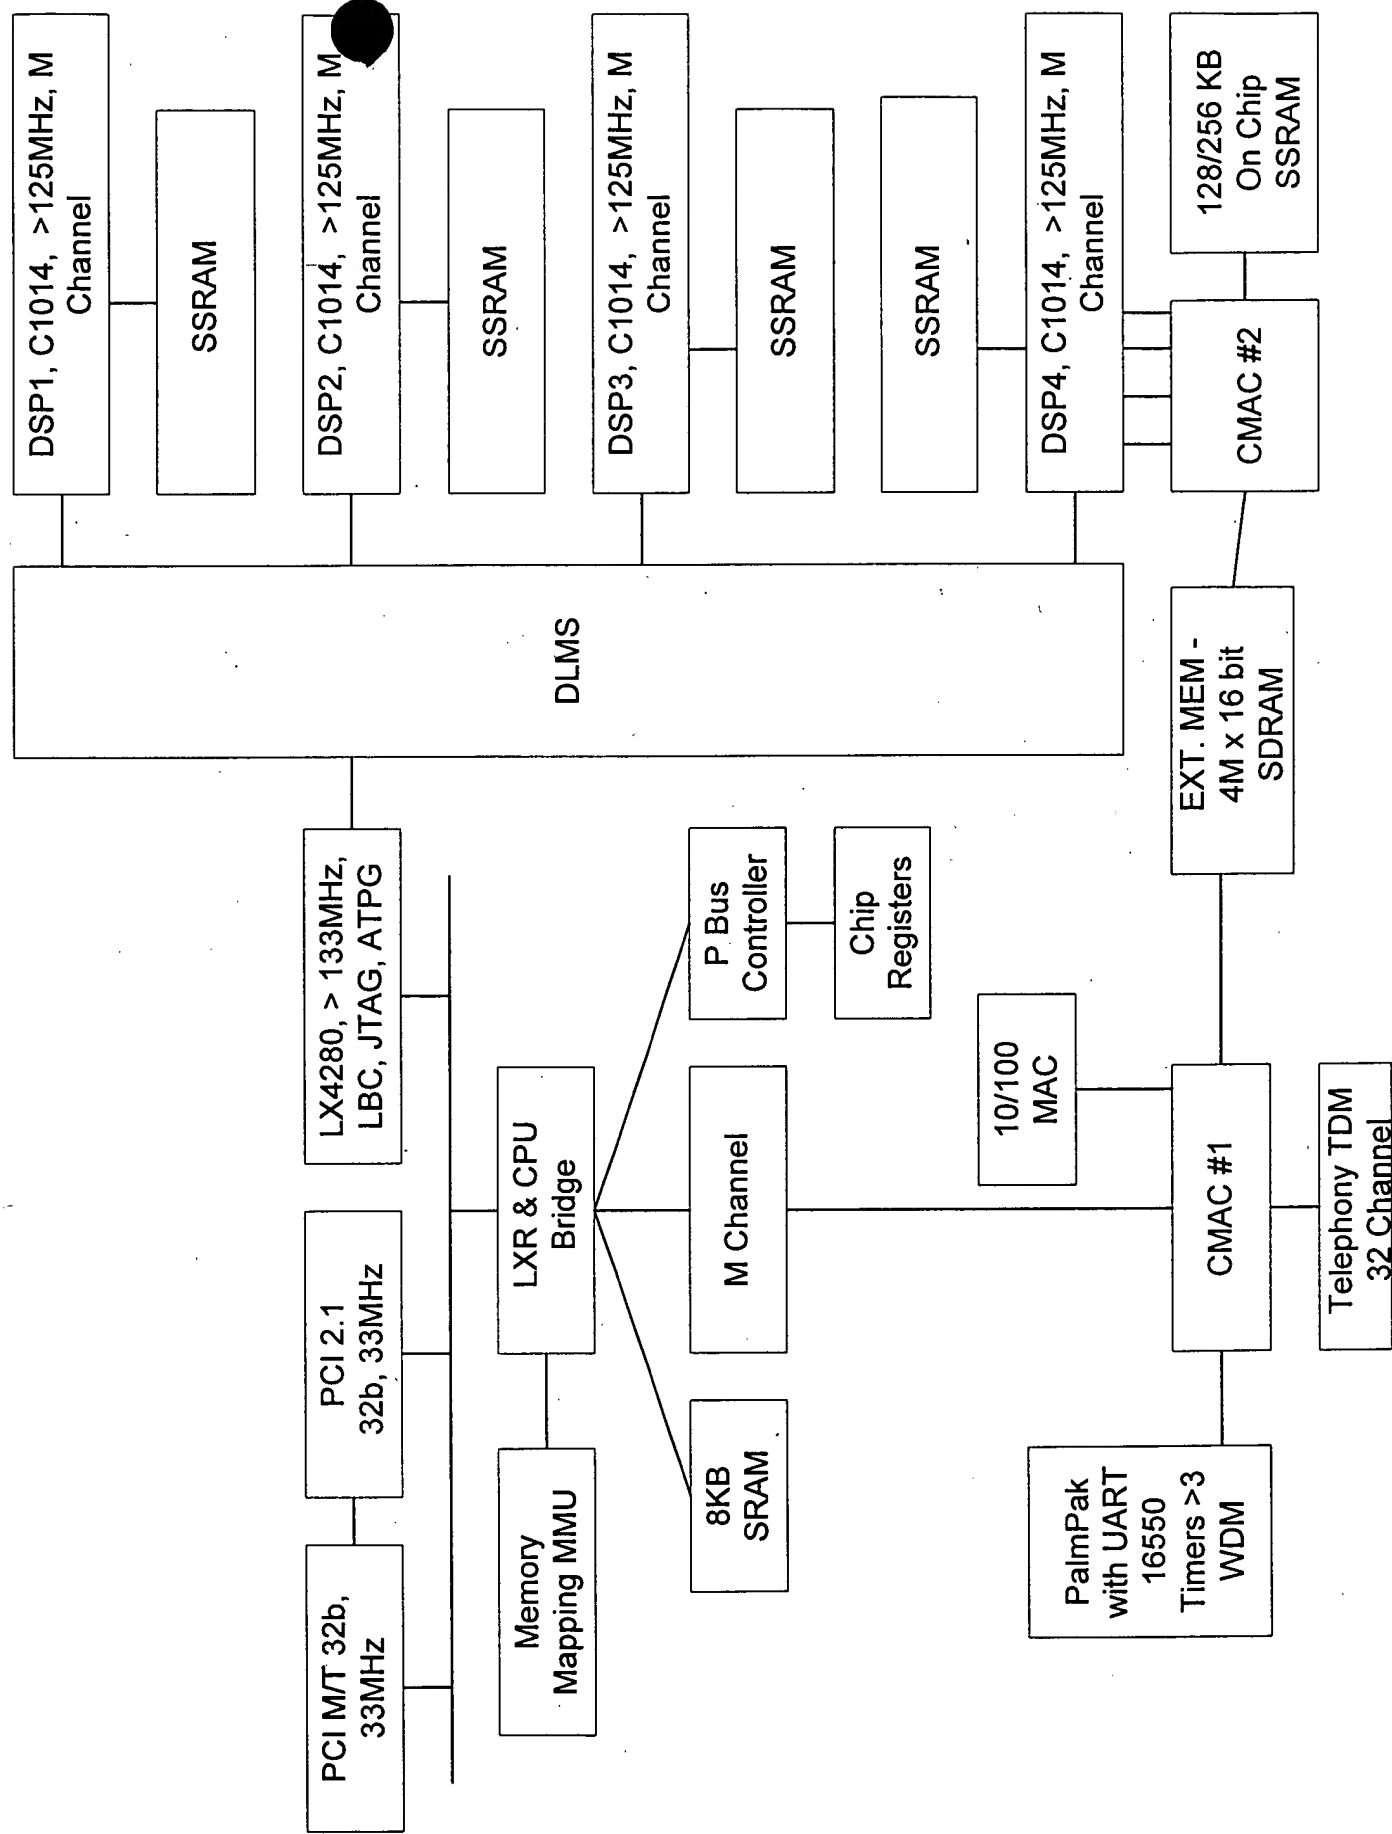 PCI M/T 32b,
33MHz
PCI 2.1
32b, 33MHz
LX4280, > 133MHz,
LBC, JTAG, ATPG
DLMS
DSP1, C1014, >125MHz, M
Channel
SSRAM
DSP2, C1014, >125MHz, M
Channel
SSRAM
DSP3, C1014, >125MHz, M
Channel
SSRAM
SSRAM
DSP4, C1014, >125MHz, M
Channel
Memory
Mapping MMU
LXR & CPU
Bridge
8KB
SRAM
M Channel
P Bus
Controller
Chip
Registers
10/100
MAC
PalmPak
with UART
16550
Timers >3
WDM
CMAC #1
EXT. MEM -
4M x 16 bit
SDRAM
CMAC #2
128/256 KB
On Chip
SSRAM
Telephony TDM
32 Channel